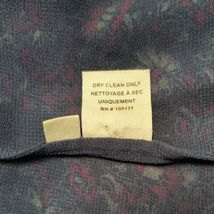 DRY CLEAN ONLY
NETTOYAGE À SEC
UNIQUEMENT
RN # 105177